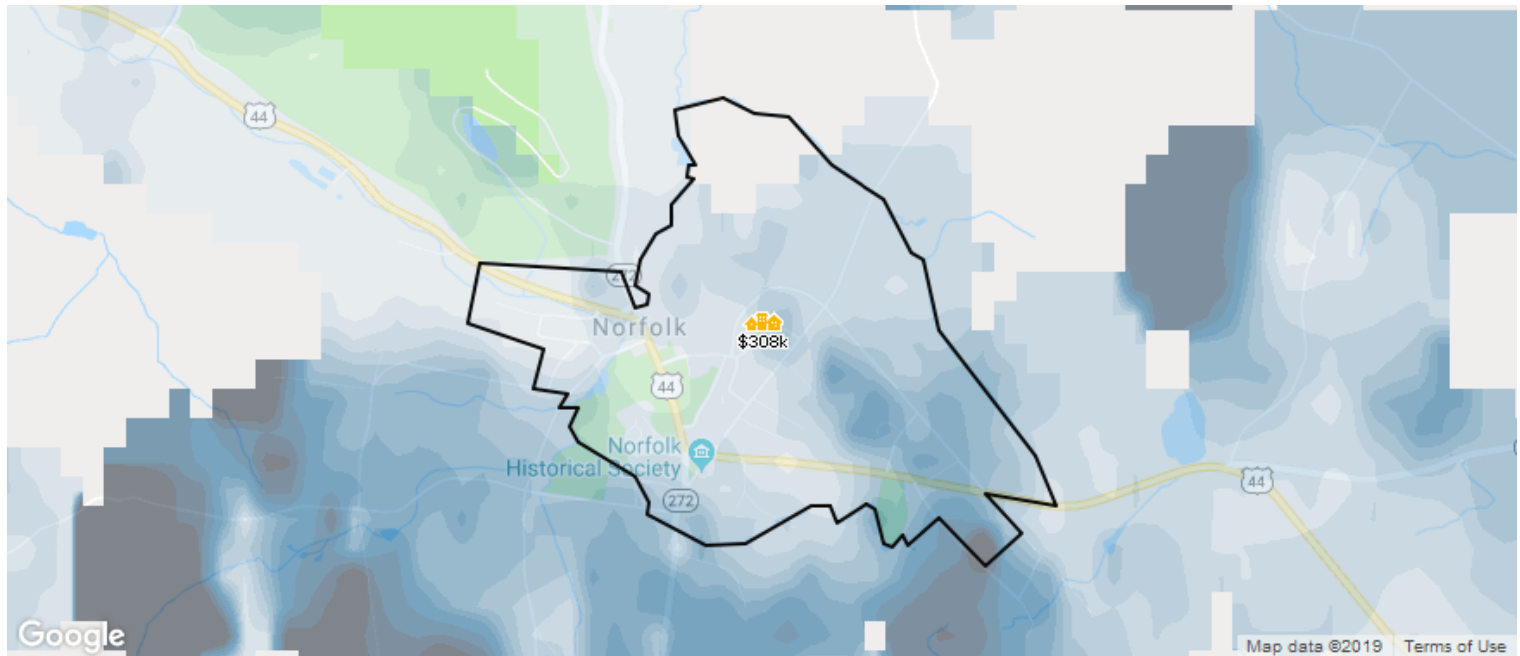 44
272
Norfolk
$308k
44
Norfolk
Historical Society
272
44
Google
Map data ©2019 Terms of Use